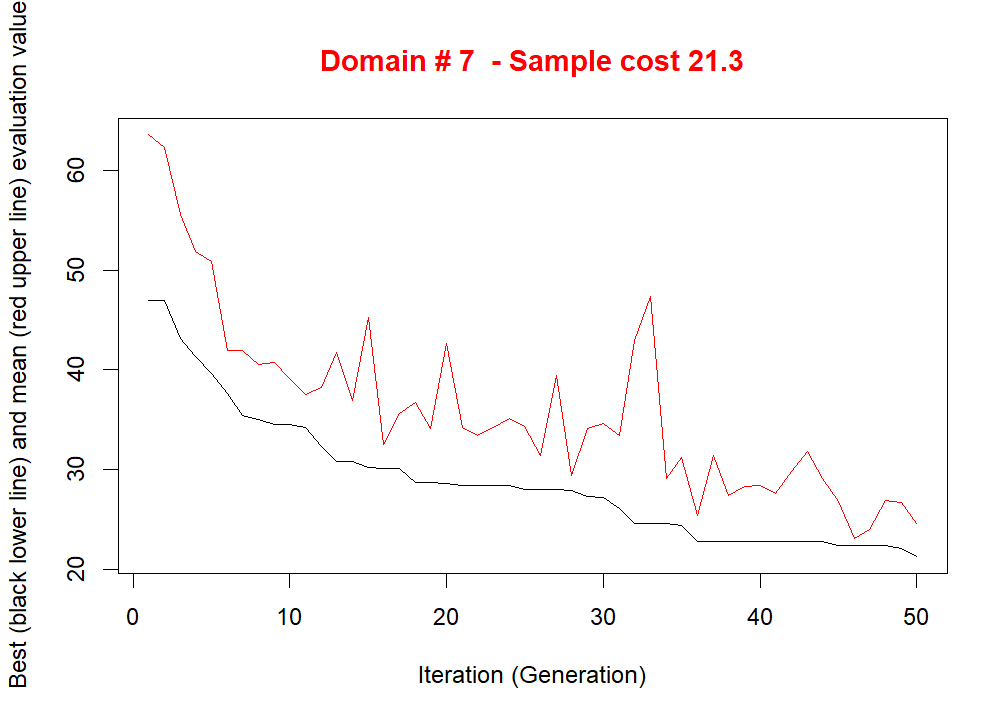 Domain # 7  - Sample cost 21.3
Best (black lower line) and mean (red upper line) evaluation value
60
50
40
30
20
0 10 20 30 40 50
Iteration (Generation)